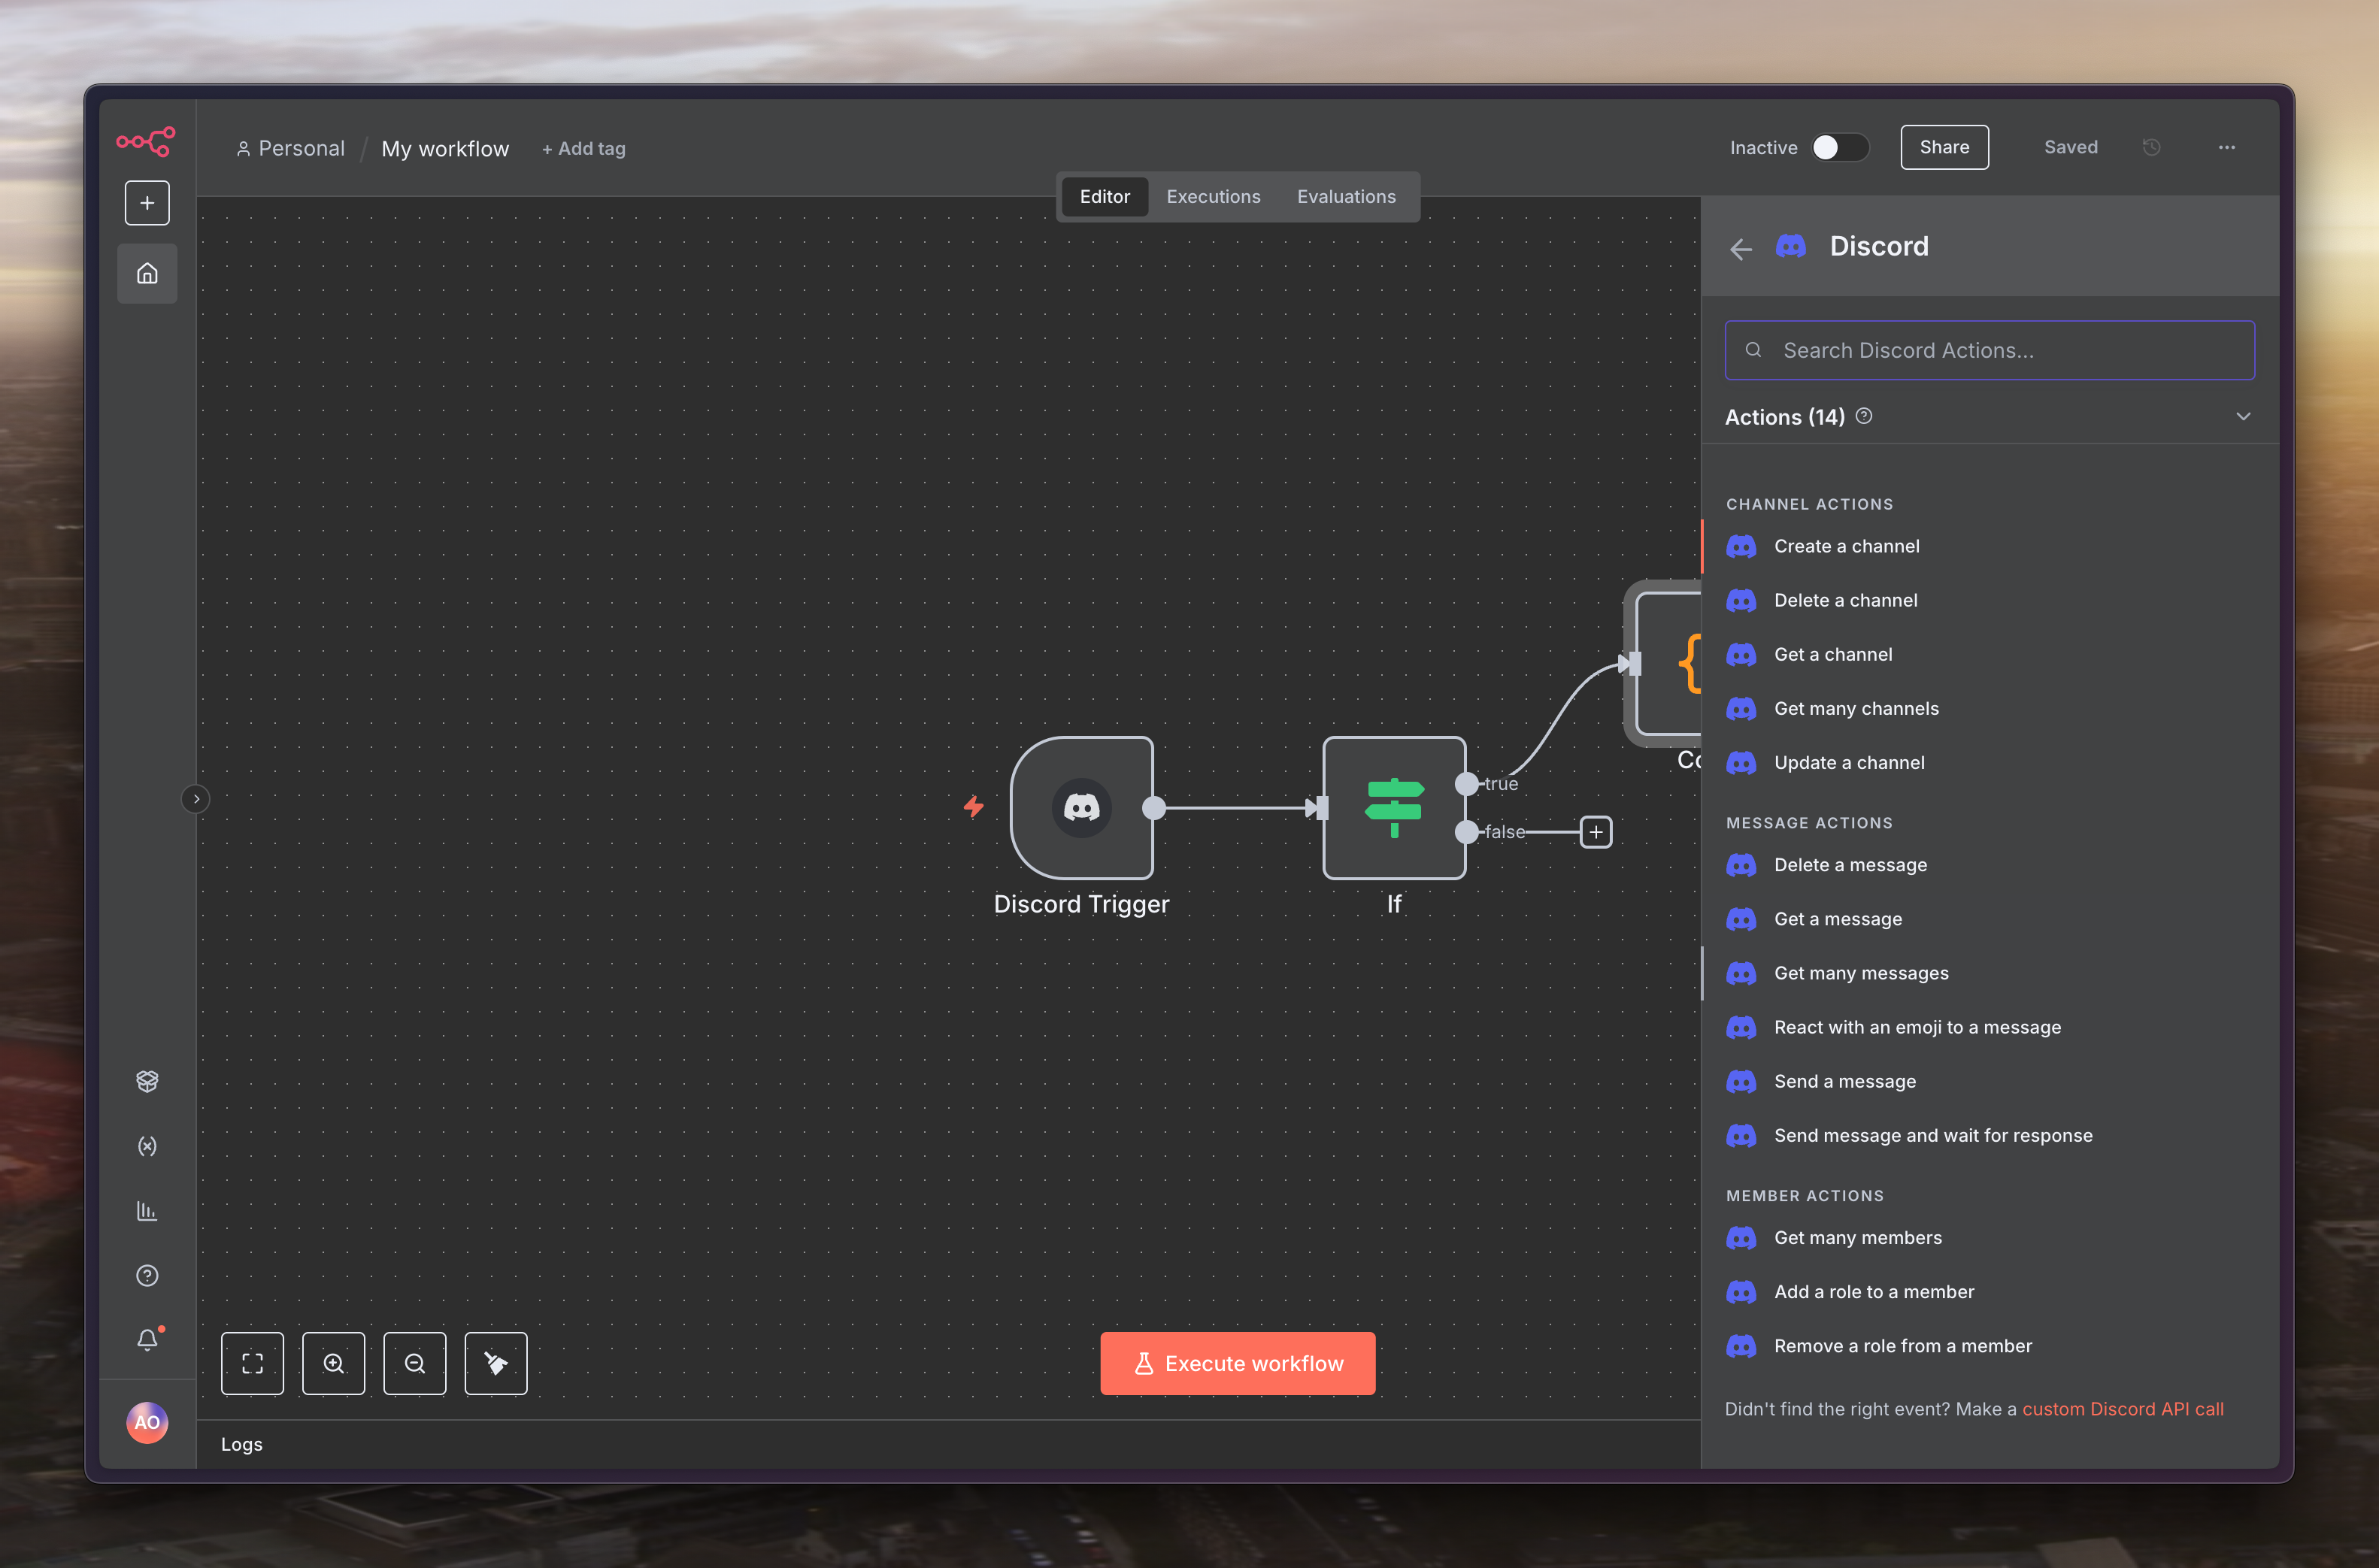 Personal / My workflow + Add tag
Inactive Share Saved
Editor Executions Evaluations
Discord
Search Discord Actions...
Actions (14)
CHANNEL ACTIONS
Create a channel
Delete a channel
Get a channel
Get many channels
Update a channel
MESSAGE ACTIONS
Delete a message
Get a message
Get many messages
React with an emoji to a message
Send a message
Send message and wait for response
MEMBER ACTIONS
Get many members
Add a role to a member
Remove a role from a member
Didn't find the right event? Make a custom Discord API call
true
false
Discord Trigger
If
Co
Execute workflow
AO
Logs